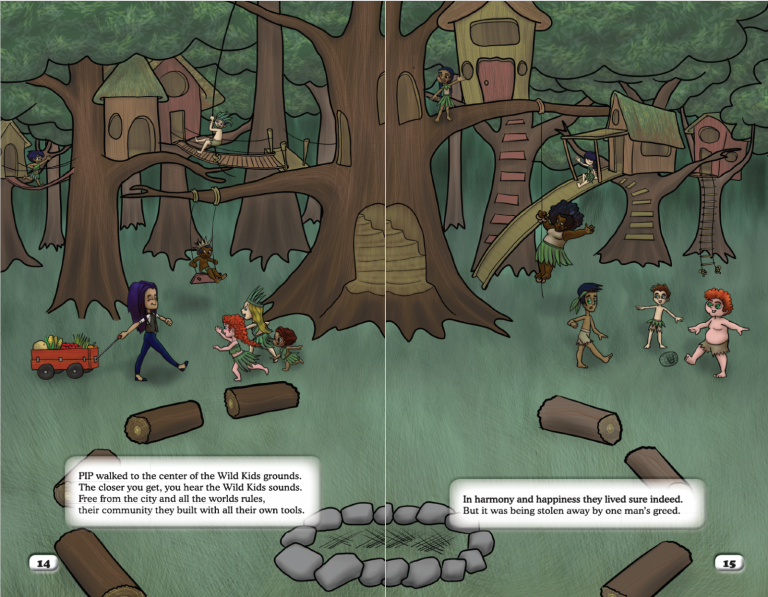 PIP walked to the center of the Wild Kids grounds.
The closer you get, you hear the Wild Kids sounds.
Free from the city and all the worlds rules,
their community they built with all their own tools.
In harmony and happiness they lived sure indeed.
But it was being stolen away by one man's greed.
14
15